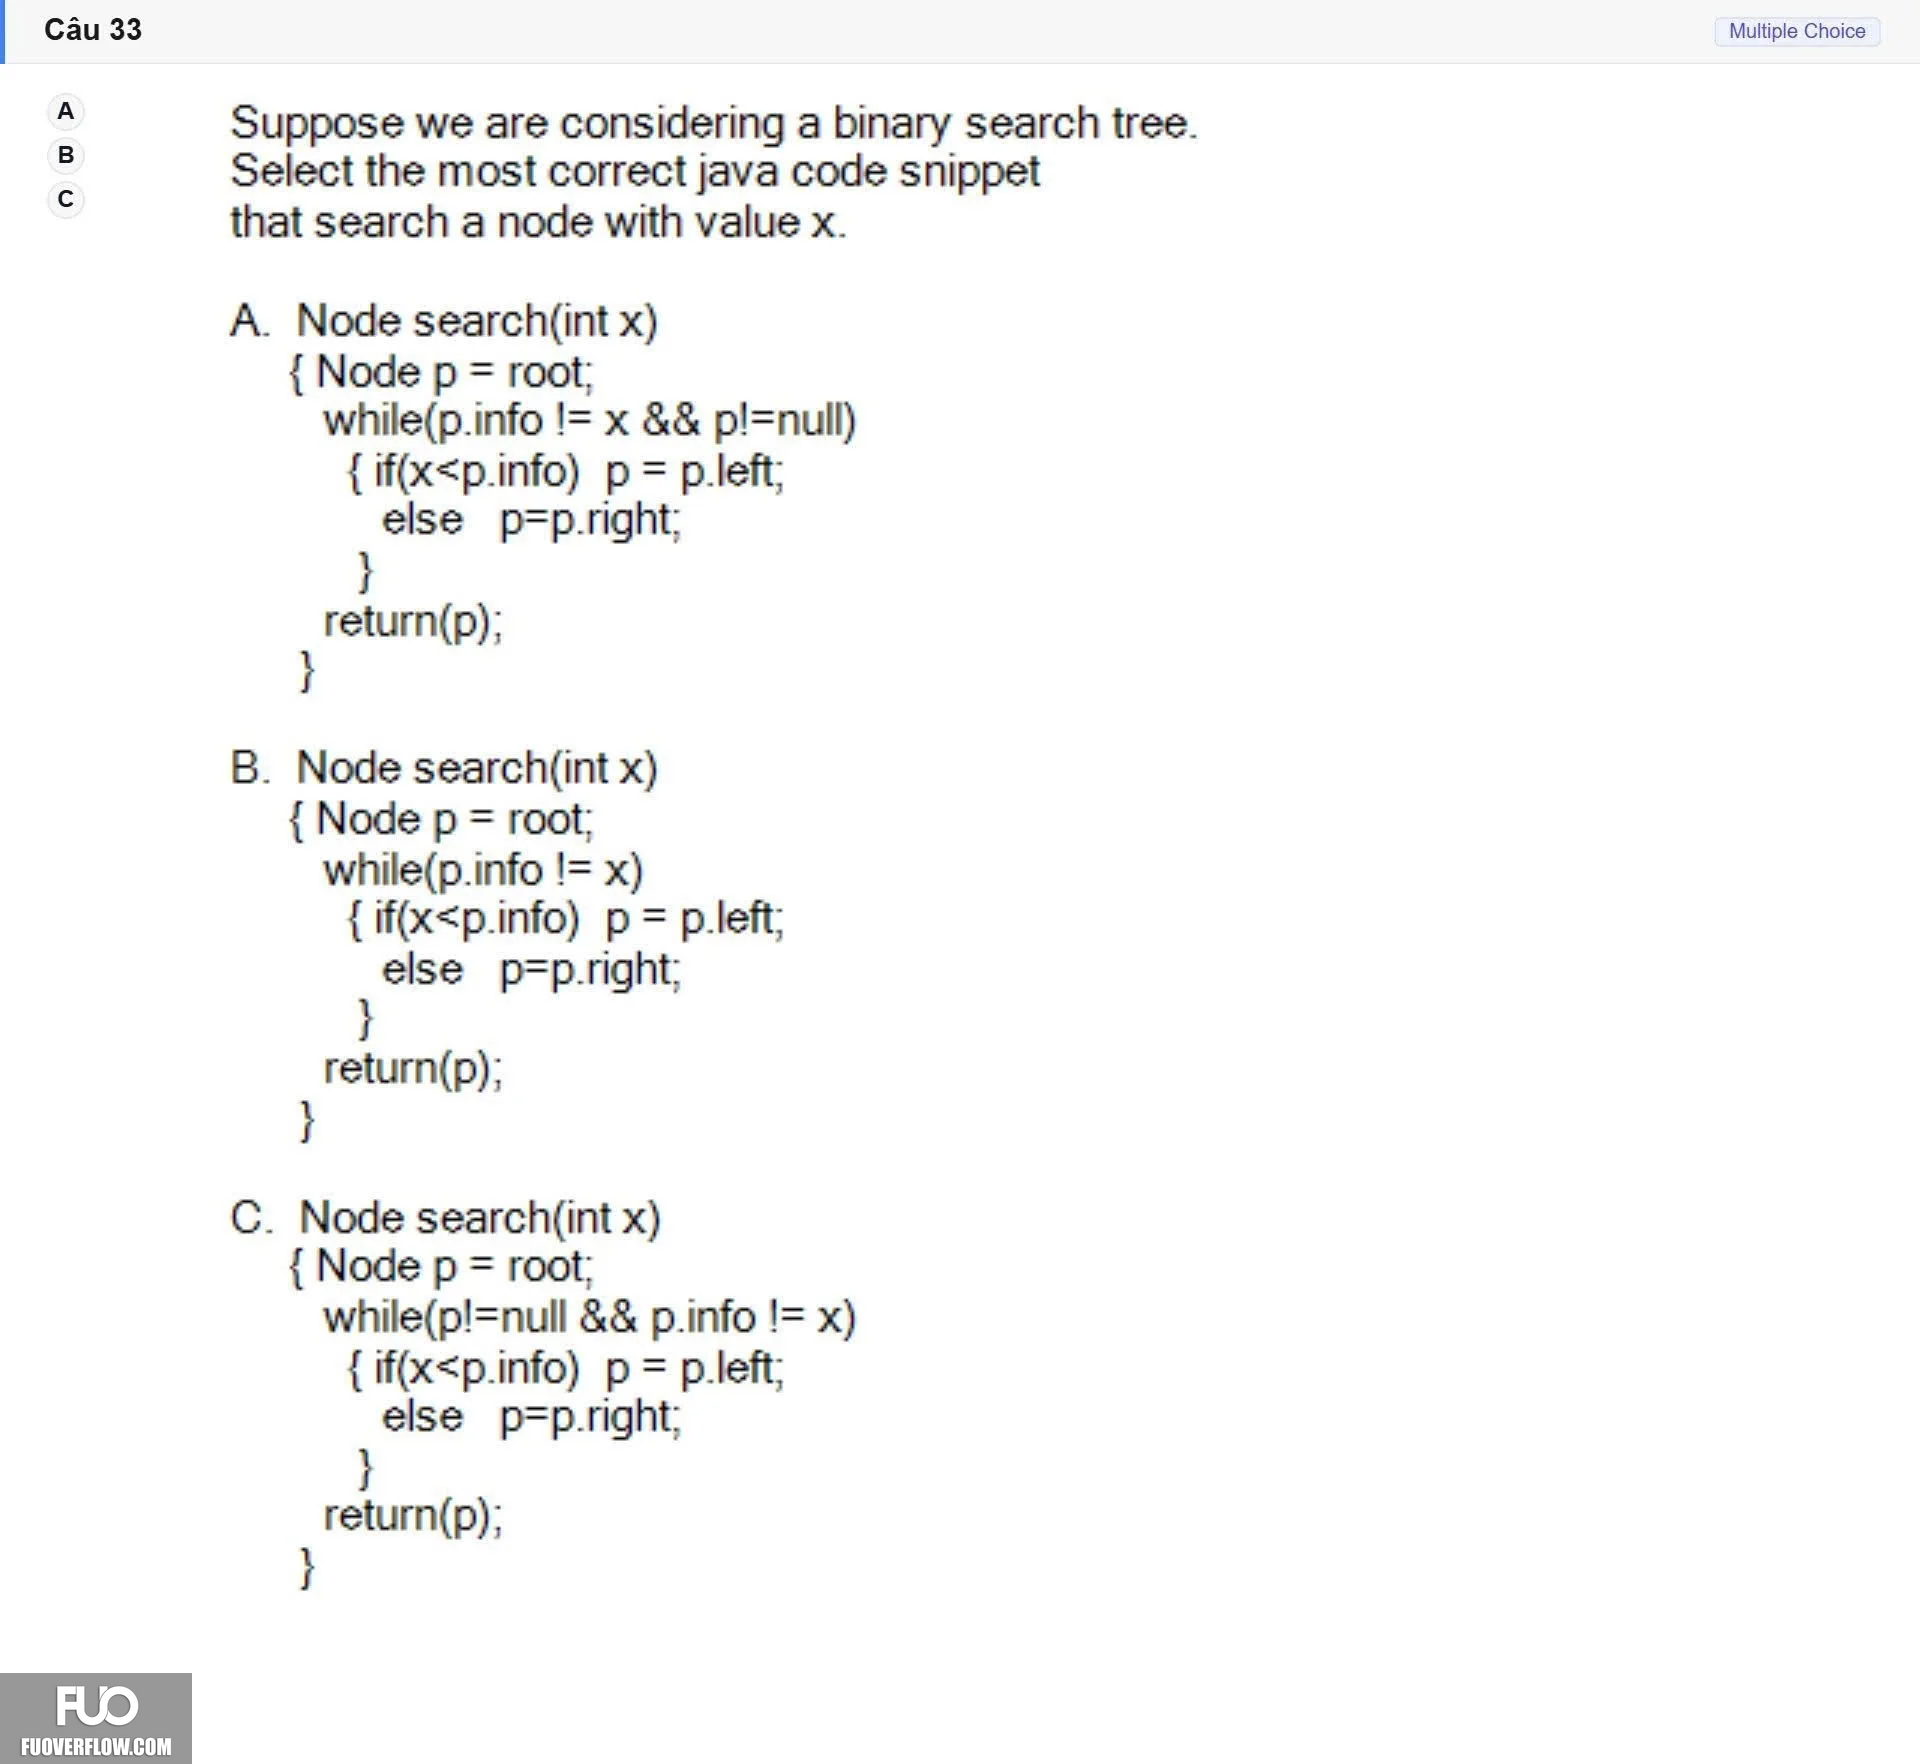 Câu 33
Multiple Choice
A
B
C
Suppose we are considering a binary search tree.
Select the most correct java code snippet
that search a node with value x.
A. Node search(int x)
{ Node p = root;
while(p.info != x && p!=null)
{ if(x<p.info) p = p.left;
else p=p.right;
}
return(p);
}
B. Node search(int x)
{ Node p = root;
while(p.info != x)
{ if(x<p.info) p = p.left;
else p=p.right;
}
return(p);
}
C. Node search(int x)
{ Node p = root;
while(p!=null && p.info != x)
{ if(x<p.info) p = p.left;
else p=p.right;
}
return(p);
}
FUO
FUOVERFLOW.COM